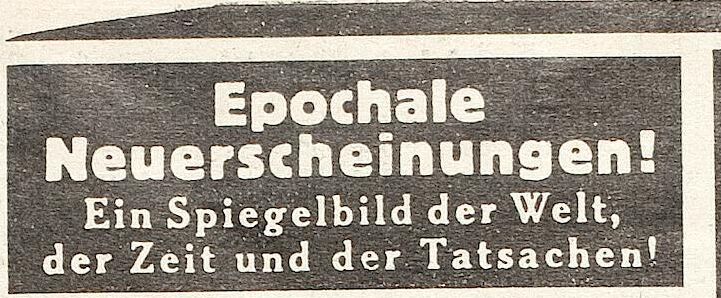 Epochale
Neuerscheinungen!
Ein Spiegelbild der Welt,
der Zeit und der Tatsachen!